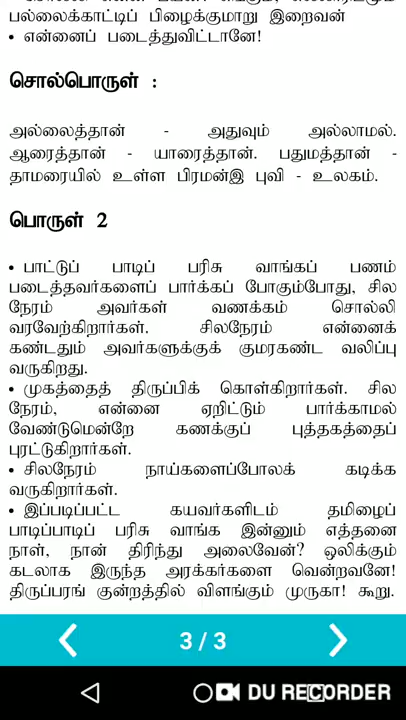 பல்லைக்காட்டிப் பிழைக்குமாறு இறைவன்
• என்னைப் படைத்துவிட்டானே!
சொல்பொருள் :
அல்லைத்தான் - அதுவும் அல்லாமல்.
ஆரைத்தான் - யாரைத்தான். பதுமத்தான் -
தாமரையில் உள்ள பிரமன்இ புவி - உலகம்.
பொருள் 2
• பாட்டுப் பாடிப் பரிசு வாங்கப் பணம்
படைத்தவர்களைப் பார்க்கப் போகும்போது, சில
நேரம் அவர்கள் வணக்கம் சொல்லி
வரவேற்கிறார்கள். சிலநேரம் என்னைக்
கண்டதும் அவர்களுக்குக் குமரகண்ட வலிப்பு
வருகிறது.
• முகத்தைத் திருப்பிக் கொள்கிறார்கள். சில
நேரம், என்னை ஏறிட்டும் பார்க்காமல்
வேண்டுமென்றே கணக்குப் புத்தகத்தைப்
புரட்டுகிறார்கள்.
• சிலநேரம் நாய்களைப்போலக் கடிக்க
வருகிறார்கள்.
• இப்படிப்பட்ட கயவர்களிடம் தமிழைப்
பாடிப்பாடிப் பரிசு வாங்க இன்னும் எத்தனை
நாள், நான் திரிந்து அலைவேன்? ஒலிக்கும்
கடலாக இருந்த அரக்கர்களை வென்றவனே!
திருப்பரங் குன்றத்தில் விளங்கும் முருகா! கூறு.
3 / 3
DU RECORDER